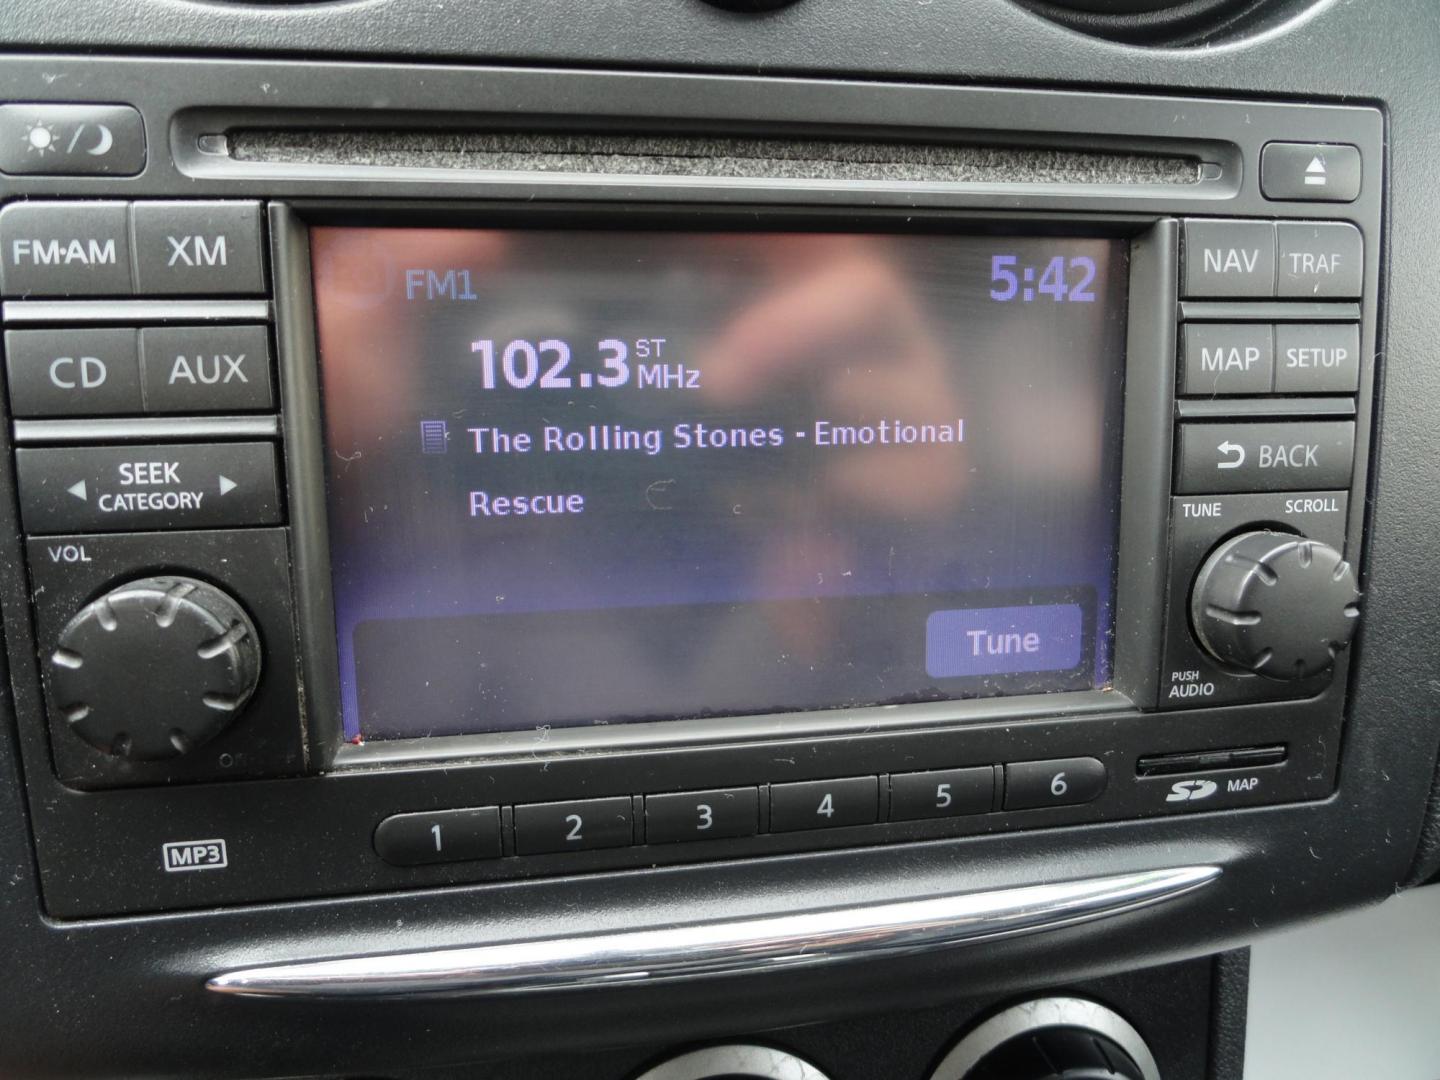 FM·AM
XM
CD
AUX
SEEK
CATEGORY
VOL
MP3
FM1
5:42
102.3 ST
MHz
The Rolling Stones - Emotional
Rescue
Tune
1 2 3 4 5 6
NAV
TRAF
MAP
SETUP
BACK
TUNE
SCROLL
PUSH
AUDIO
SD MAP